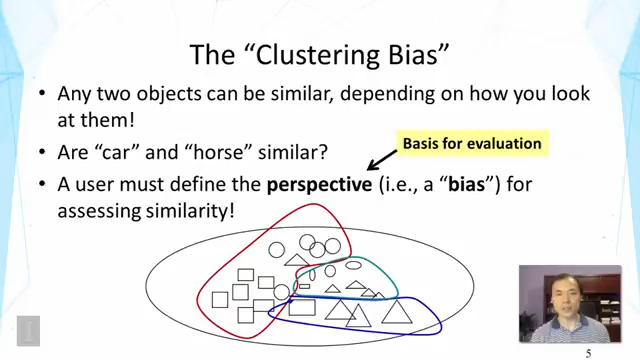 The “Clustering Bias”
• Any two objects can be similar, depending on how you look
at them!
• Are “car” and “horse” similar?
Basis for evaluation
• A user must define the perspective (i.e., a “bias”) for
assessing similarity!
5